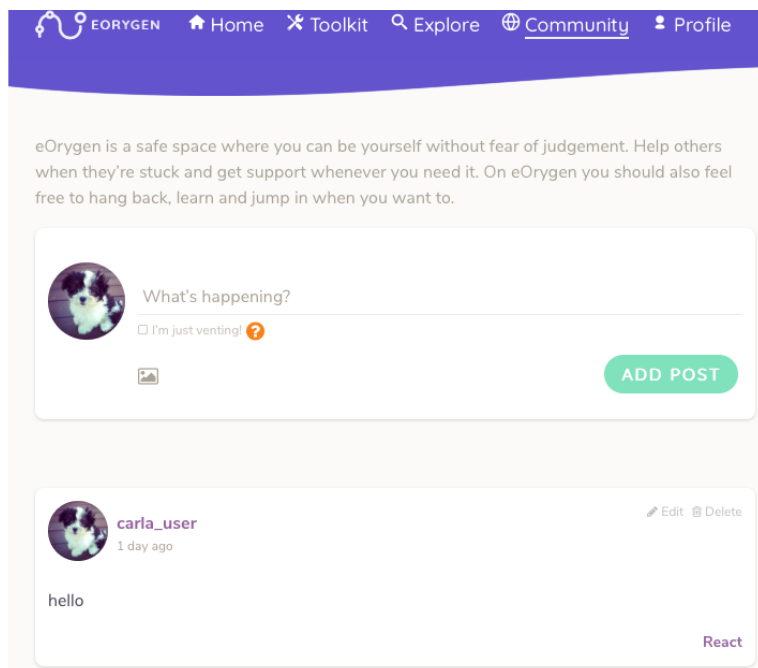 EORYGEN Home Toolkit Explore Community Profile
eOrygen is a safe space where you can be yourself without fear of judgement. Help others
when they're stuck and get support whenever you need it. On eOrygen you should also feel
free to hang back, learn and jump in when you want to.
What's happening?
I'm just venting! ?
ADD POST
carla_user
Edit Delete
1 day ago
hello
React